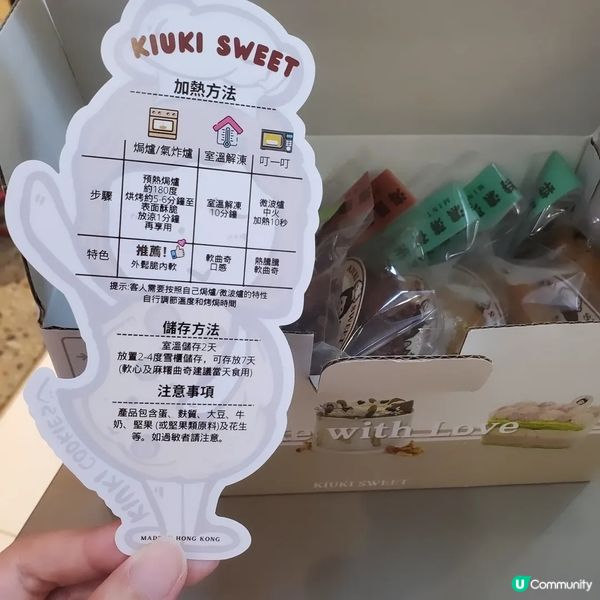 KIUKI SWEET
加熱方法
焗爐/氣炸爐
室溫解凍
叮一叮
步驟
預熱焗爐
約180度
烘烤約5-6分鐘至
表面酥脆
放涼1分鐘
再享用
室溫解凍
10分鐘
微波爐
中火
加熱10秒
特色
推薦!
外鬆脆內軟
軟曲奇
口感
熱騰騰
軟曲奇
提示:客人需要按照自己焗爐/微波爐的特性
自行調節溫度和烤焗時間
儲存方法
室溫儲存2天
放置2-4度雪櫃儲存，可存放7天
(軟心及麻糬曲奇建議當天食用)
注意事項
產品包含蛋、麩質、大豆、牛
奶、堅果 (或堅果類原料)及花生
等。如過敏者請注意。
KIUKI COOKIES
HONG KONG
with Love
KIUKI SWEET
U Community